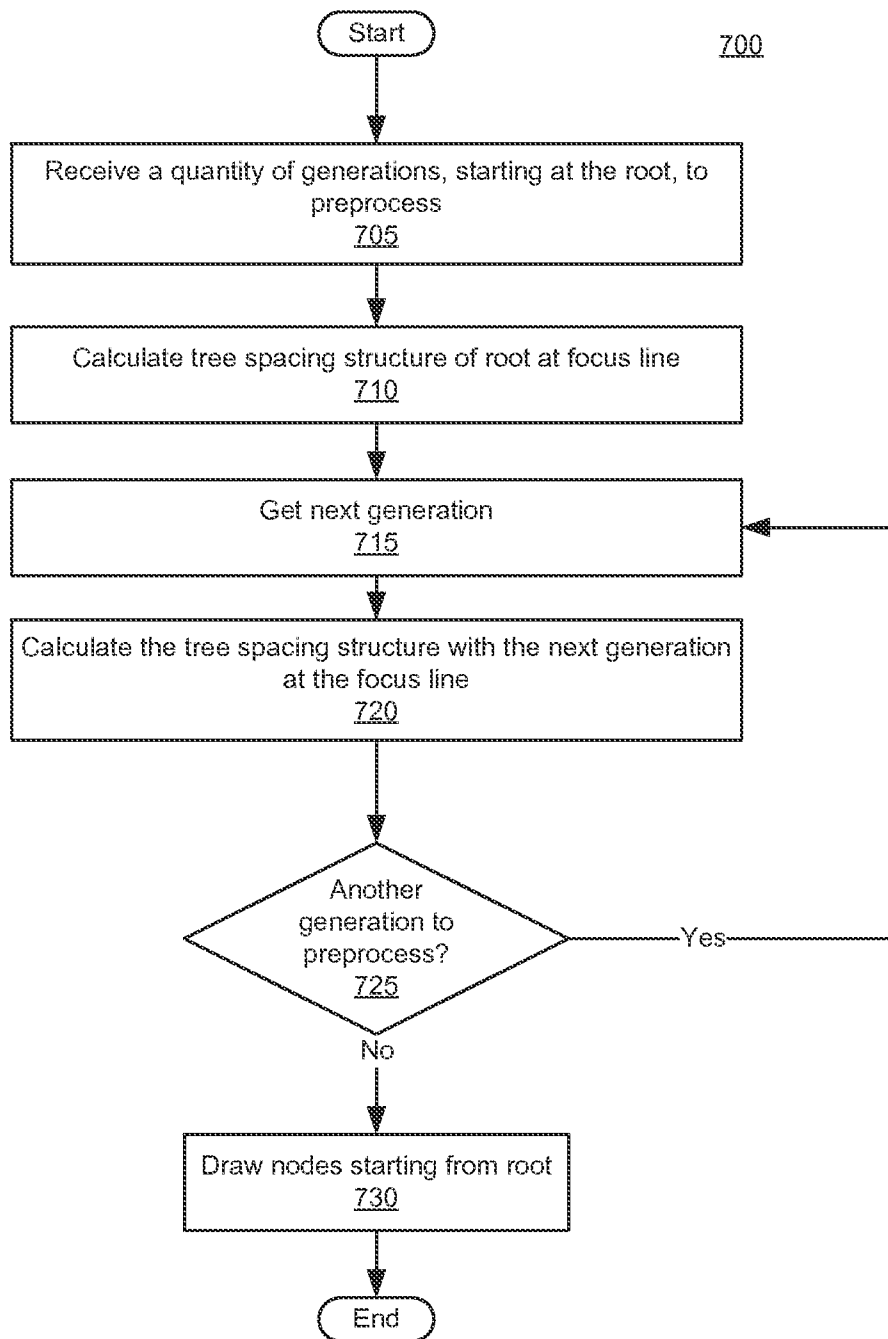 Start
700
Receive a quantity of generations, starting at the root, to
preprocess
705
Calculate tree spacing structure of root at focus line
710
Get next generation
715
Calculate the tree spacing structure with the next generation
at the focus line
720
Another
generation to
preprocess?
725
Yes
No
Draw nodes starting from root
730
End